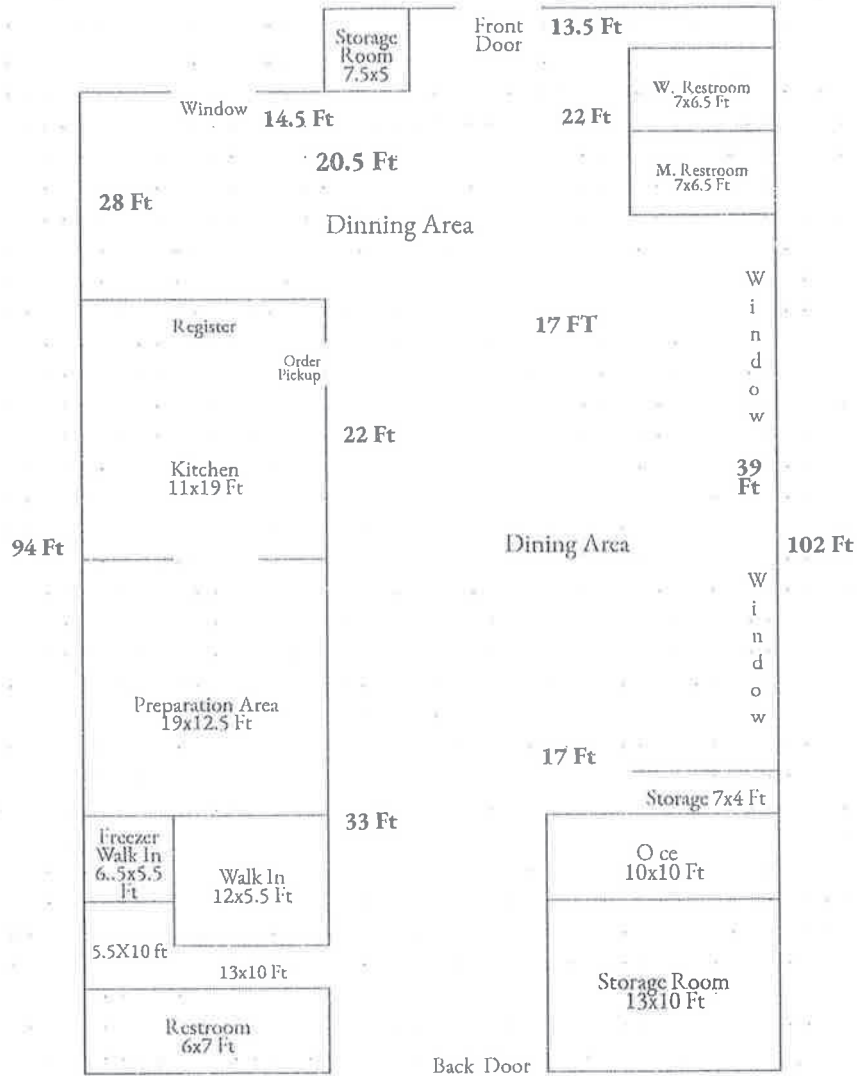 Storage
Room
7.5x5
Front
Door
13.5 Ft
W. Restroom
7x6.5 Ft
Window
14.5 Ft
22 Ft
20.5 Ft
M. Restroom
7x6.5 Ft
28 Ft
Dinning Area
Window
Register
17 FT
Order
Pickup
22 Ft
Kitchen
11x19 Ft
39
Ft
94 Ft
Dining Area
102 Ft
Window
Preparation Area
19x12.5 Ft
17 Ft
Storage 7x4 Ft
Freezer
Walk In
6..5x5.5
Ft
33 Ft
Walk In
12x5.5 Ft
O ce
10x10 Ft
5.5X10 ft
13x10 Ft
Storage Room
13x10 Ft
Restroom
6x7 Ft
Back Door